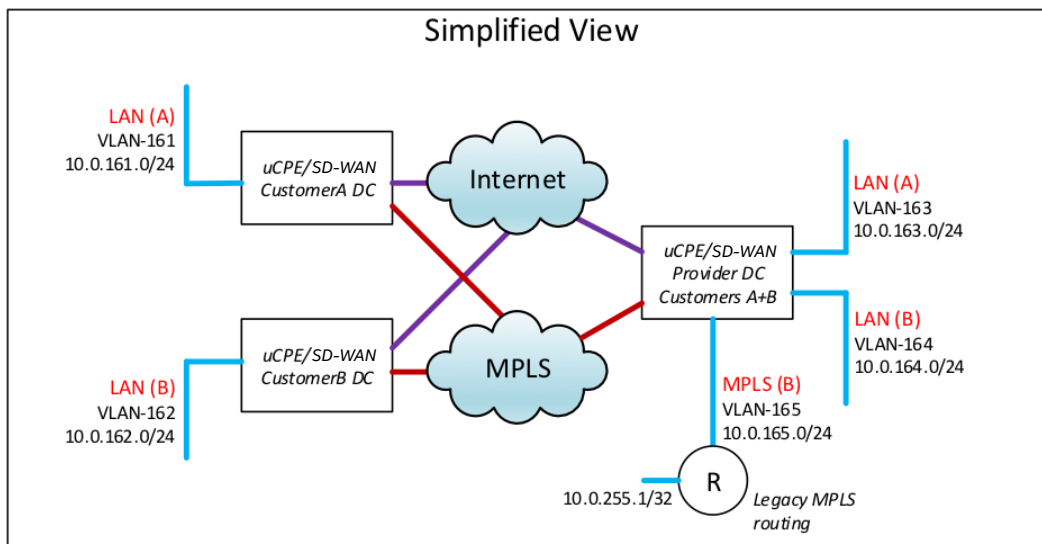 Simplified View
LAN (A)
VLAN-161
10.0.161.0/24
uCPE/SD-WAN
CustomerA DC
Internet
LAN (A)
VLAN-163
10.0.163.0/24
uCPE/SD-WAN
Provider DC
Customers A+B
LAN (B)
VLAN-164
10.0.164.0/24
uCPE/SD-WAN
CustomerB DC
MPLS
LAN (B)
VLAN-162
10.0.162.0/24
MPLS (B)
VLAN-165
10.0.165.0/24
R
10.0.255.1/32
Legacy MPLS
routing